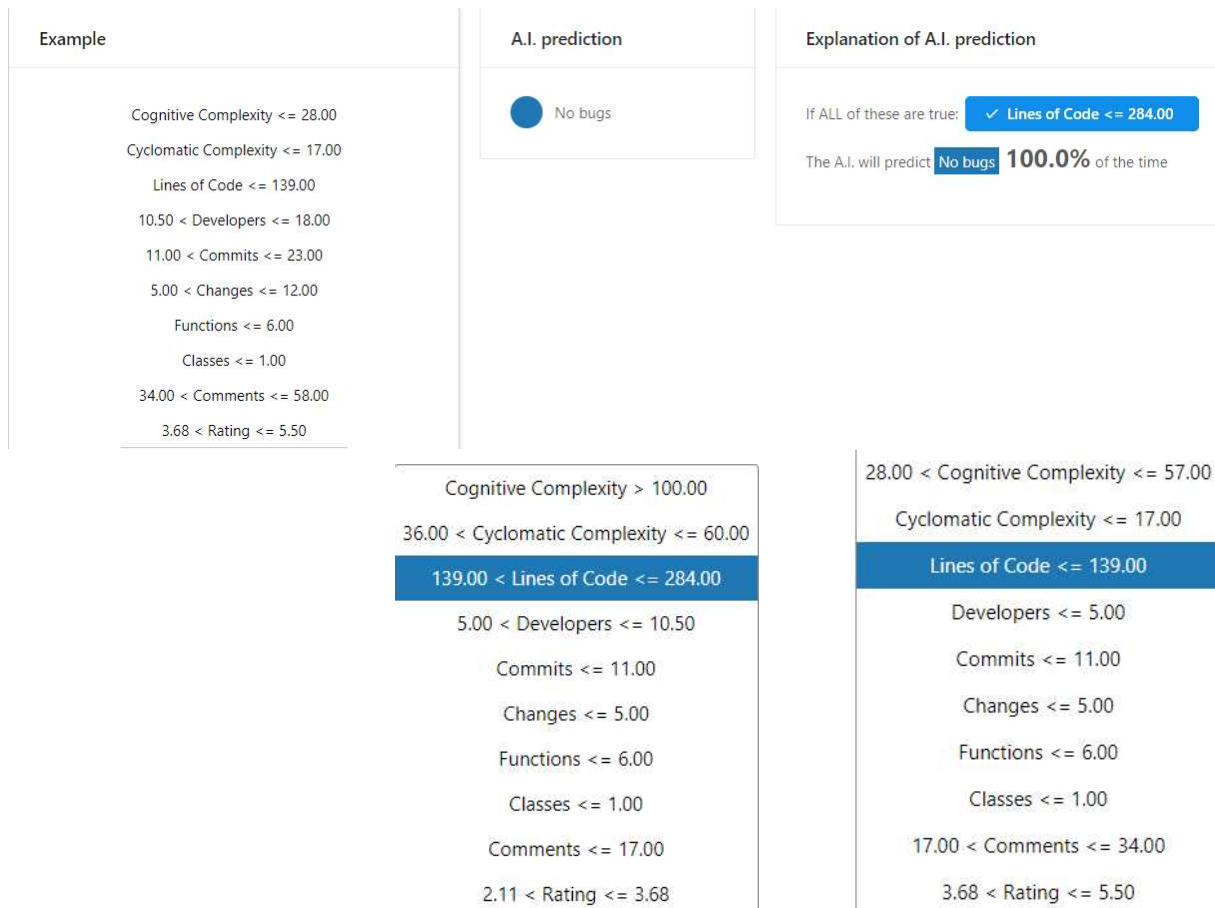 Example
Cognitive Complexity <= 28.00
Cyclomatic Complexity <= 17.00
Lines of Code <= 139.00
10.50 < Developers <= 18.00
11.00 < Commits <= 23.00
5.00 < Changes <= 12.00
Functions <= 6.00
Classes <= 1.00
34.00 < Comments <= 58.00
3.68 < Rating <= 5.50
A.I. prediction
No bugs
Explanation of A.I. prediction
If ALL of these are true: ✓ Lines of Code <= 284.00
The A.I. will predict No bugs 100.0% of the time
Cognitive Complexity > 100.00
36.00 < Cyclomatic Complexity <= 60.00
139.00 < Lines of Code <= 284.00
5.00 < Developers <= 10.50
Commits <= 11.00
Changes <= 5.00
Functions <= 6.00
Classes <= 1.00
Comments <= 17.00
2.11 < Rating <= 3.68
28.00 < Cognitive Complexity <= 57.00
Cyclomatic Complexity <= 17.00
Lines of Code <= 139.00
Developers <= 5.00
Commits <= 11.00
Changes <= 5.00
Functions <= 6.00
Classes <= 1.00
17.00 < Comments <= 34.00
3.68 < Rating <= 5.50